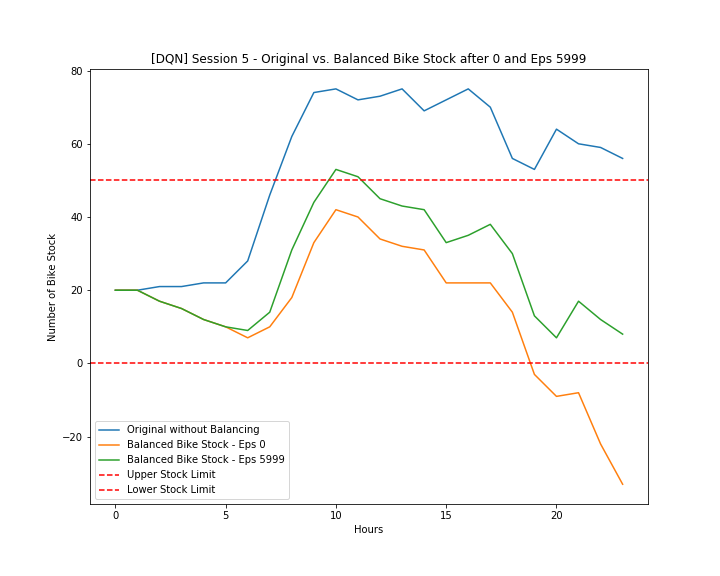 [DQN] Session 5 - Original vs. Balanced Bike Stock after 0 and Eps 5999
80
60
40
20
0
−20
Number of Bike Stock
Original without Balancing
Balanced Bike Stock - Eps 0
Balanced Bike Stock - Eps 5999
Upper Stock Limit
Lower Stock Limit
0 5 10 15 20
Hours